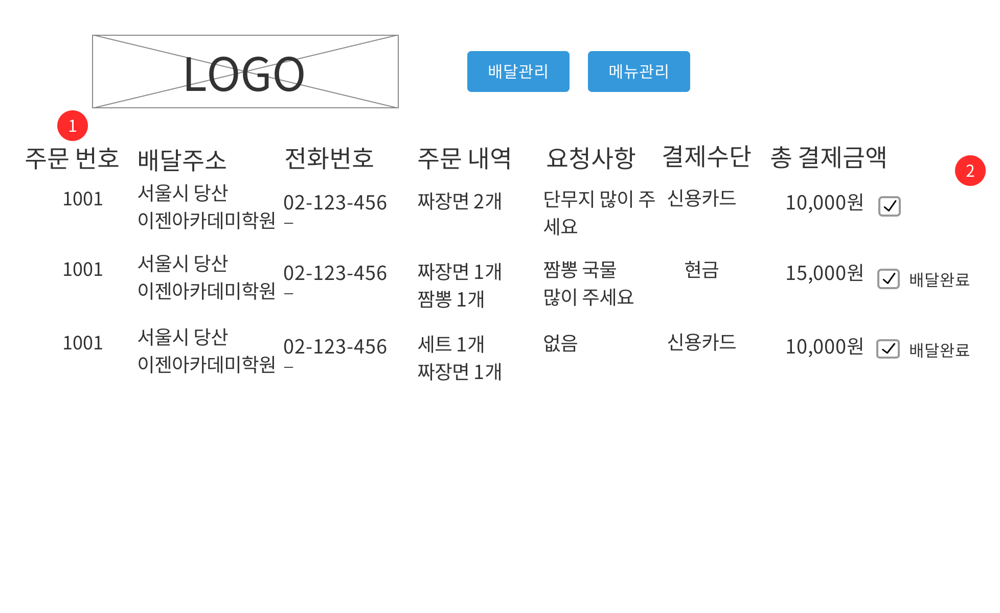 LOGO
배달관리
메뉴관리
1
주문 번호
배달주소
전화번호
주문 내역
요청사항
결제수단
총 결제금액
2
1001
서울시 당산
이젠아카데미학원
02-123-456
–
짜장면 2개
단무지 많이 주
세요
신용카드
10,000원
1001
서울시 당산
이젠아카데미학원
02-123-456
–
짜장면 1개
짬뽕 1개
짬뽕 국물
많이 주세요
현금
15,000원
배달완료
1001
서울시 당산
이젠아카데미학원
02-123-456
–
세트 1개
짜장면 1개
없음
신용카드
10,000원
배달완료